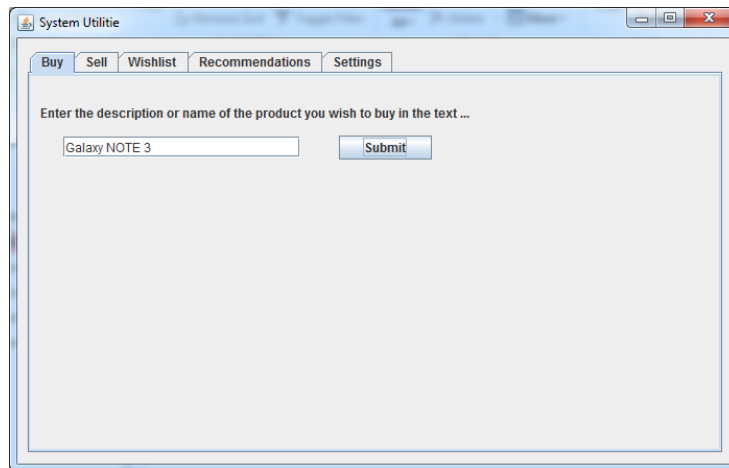 System Utilitie
Buy Sell Wishlist Recommendations Settings
Enter the description or name of the product you wish to buy in the text ...
Galaxy NOTE 3 Submit